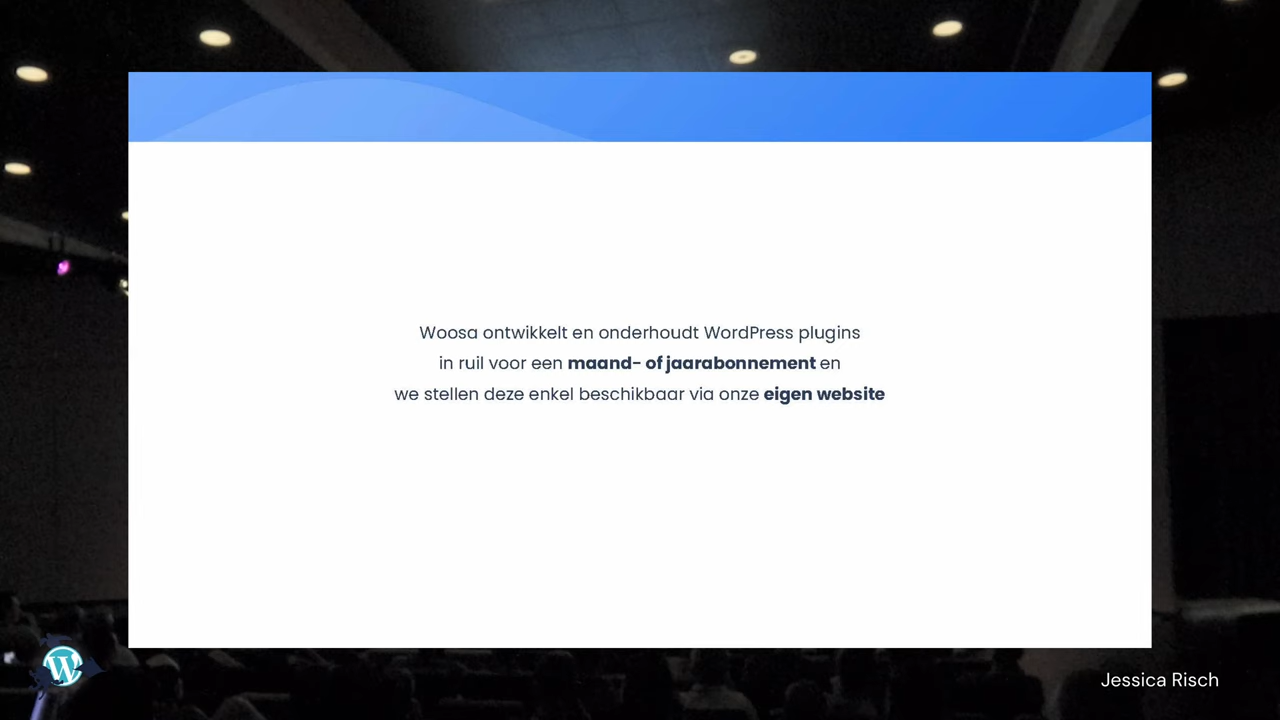 Woosa ontwikkelt en onderhoudt WordPress plugins
in ruil voor een maand- of jaarabonnement en
we stellen deze enkel beschikbaar via onze eigen website
Jessica Risch